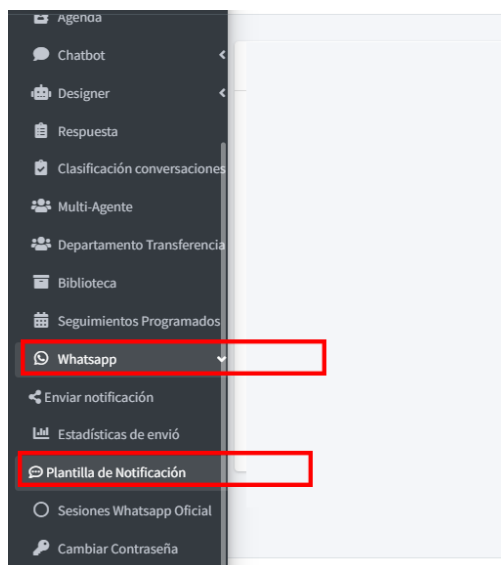 Agenda
Chatbot
Designer
Respuesta
Clasificación conversaciones
Multi-Agente
Departamento Transferencia
Biblioteca
Seguimientos Programados
Whatsapp
Enviar notificación
Estadísticas de envió
Plantilla de Notificación
Sesiones Whatsapp Oficial
Cambiar Contraseña